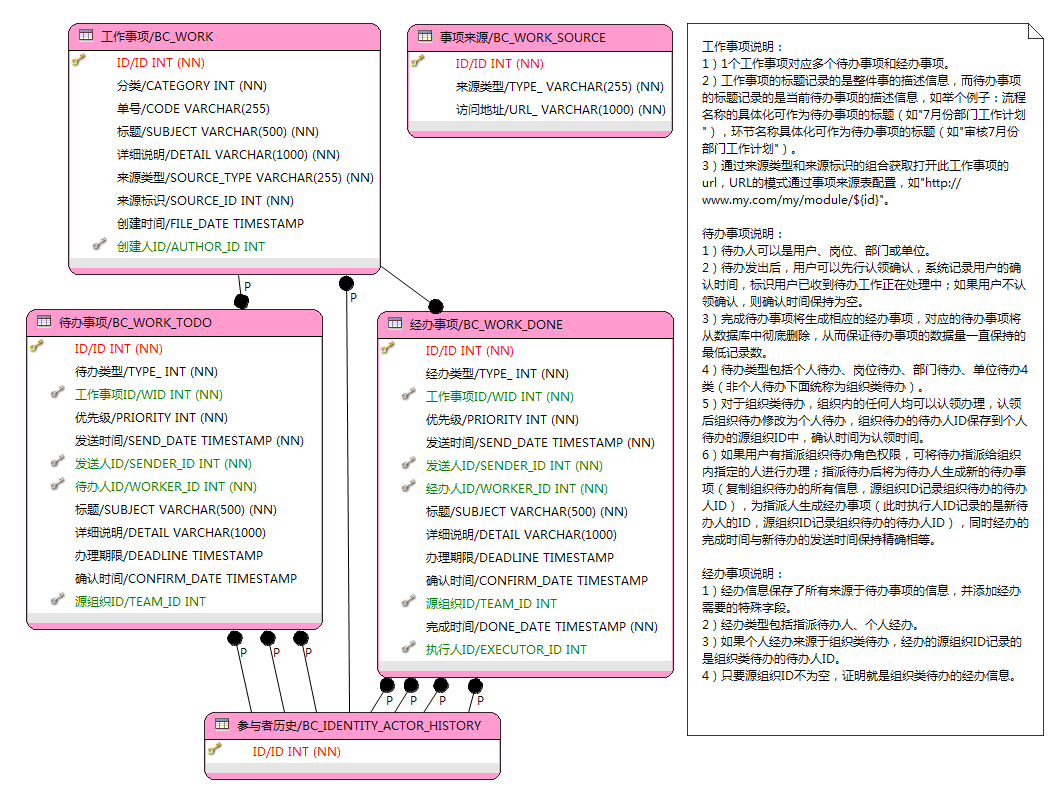 工作事项/BC_WORK
ID/ID INT (NN)
分类/CATEGORY INT (NN)
单号/CODE VARCHAR(255)
标题/SUBJECT VARCHAR(500) (NN)
详细说明/DETAIL VARCHAR(1000) (NN)
来源类型/SOURCE_TYPE VARCHAR(255) (NN)
来源标识/SOURCE_ID INT (NN)
创建时间/FILE_DATE TIMESTAMP
创建人ID/AUTHOR_ID INT
事项来源/BC_WORK_SOURCE
ID/ID INT (NN)
来源类型/TYPE_ VARCHAR(255) (NN)
访问地址/URL_ VARCHAR(1000) (NN)
P
P
待办事项/BC_WORK_TODO
ID/ID INT (NN)
待办类型/TYPE_ INT (NN)
工作事项ID/WID INT (NN)
优先级/PRIORITY INT (NN)
发送时间/SEND_DATE TIMESTAMP (NN)
发送人ID/SENDER_ID INT (NN)
待办人ID/WORKER_ID INT (NN)
标题/SUBJECT VARCHAR(500) (NN)
详细说明/DETAIL VARCHAR(1000)
办理期限/DEADLINE TIMESTAMP
确认时间/CONFIRM_DATE TIMESTAMP
源组织ID/TEAM_ID INT
经办事项/BC_WORK_DONE
ID/ID INT (NN)
经办类型/TYPE_ INT (NN)
工作事项ID/WID INT (NN)
优先级/PRIORITY INT (NN)
发送时间/SEND_DATE TIMESTAMP (NN)
发送人ID/SENDER_ID INT (NN)
经办人ID/WORKER_ID INT (NN)
标题/SUBJECT VARCHAR(500) (NN)
详细说明/DETAIL VARCHAR(1000)
办理期限/DEADLINE TIMESTAMP
确认时间/CONFIRM_DATE TIMESTAMP
源组织ID/TEAM_ID INT
完成时间/DONE_DATE TIMESTAMP (NN)
执行人ID/EXECUTOR_ID INT
P P P
P P P P
参与者历史/BC_IDENTITY_ACTOR_HISTORY
ID/ID INT (NN)
工作事项说明：
1）1个工作事项对应多个待办事项和经办事项。
2）工作事项的标题记录的是整件事的描述信息，而待办事项
的标题记录的是当前待办事项的描述信息，如举个例子：流程
名称的具体化可作为待办事项的标题（如"7月份部门工作计划
"），环节名称具体化可作为待办事项的标题（如"审核7月份
部门工作计划"）。
3）通过来源类型和来源标识的组合获取打开此工作事项的
url，URL的模式通过事项来源表配置，如"http://
www.my.com/my/module/${id}"。
待办事项说明：
1）待办人可以是用户、岗位、部门或单位。
2）待办发出后，用户可以先行认领确认，系统记录用户的确
认时间，标识用户已收到待办工作正在处理中；如果用户不认
领确认，则确认时间保持为空。
3）完成待办事项将生成相应的经办事项，对应的待办事项将
从数据库中彻底删除，从而保证待办事项的数据量一直保持的
最低记录数。
4）待办类型包括个人待办、岗位待办、部门待办、单位待办4
类（非个人待办下面统称为组织类待办）。
5）对于组织类待办，组织内的任何人均可以认领办理，认领
后组织待办修改为个人待办，组织待办的待办人ID保存到个人
待办的源组织ID中，确认时间为认领时间。
6）如果用户有指派组织待办角色权限，可将待办指派给组织
内指定的人进行办理；指派待办后将为待办人生成新的待办事
项（复制组织待办的所有信息，源组织ID记录组织待办的待办
人ID），为指派人生成经办事项（此时执行人ID记录的是新待
办人的ID，源组织ID记录组织待办的待办人ID），同时经办的
完成时间与新待办的发送时间保持精确相等。
经办事项说明：
1）经办信息保存了所有来源于待办事项的信息，并添加经办
需要的特殊字段。
2）经办类型包括指派待办人、个人经办。
3）如果个人经办来源于组织类待办，经办的源组织ID记录的
是组织类待办的待办人ID。
4）只要源组织ID不为空，证明就是组织类待办的经办信息。